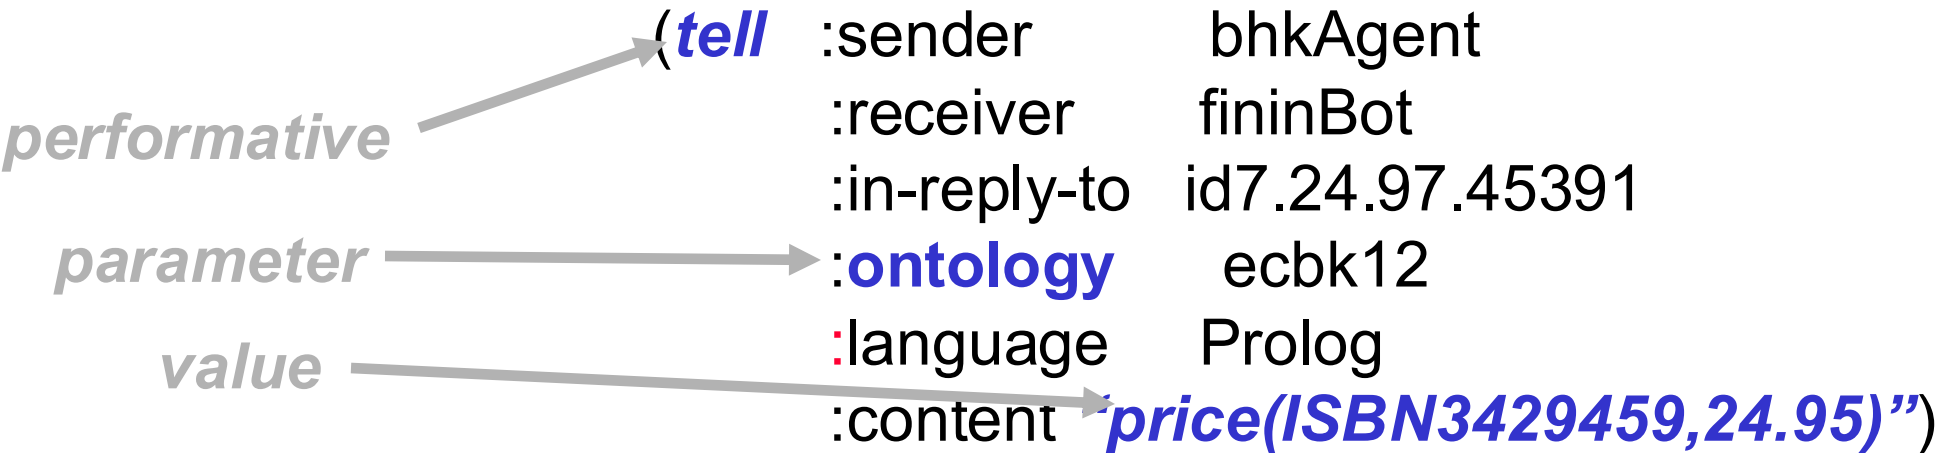 (tell :sender bhkAgent
performative
:receiver fininBot
:in-reply-to id7.24.97.45391
parameter
:ontology ecbk12
:language Prolog
value
:content “price(ISBN3429459,24.95)”)